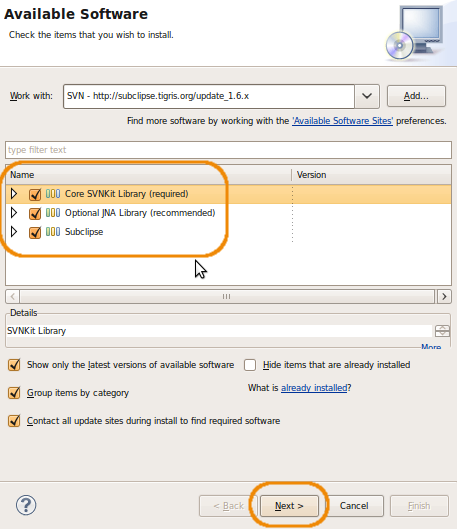 Available Software
Check the items that you wish to install.
Work with: SVN - http://subclipse.tigris.org/update_1.6.x Add...
Find more software by working with the 'Available Software Sites' preferences.
type filter text
Name Version
Core SVNKit Library (required)
Optional JNA Library (recommended)
Subclipse
Details
SVNKit Library
More
Show only the latest versions of available software Hide items that are already installed
Group items by category What is already installed?
Contact all update sites during install to find required software
? < Back Next > Cancel Finish